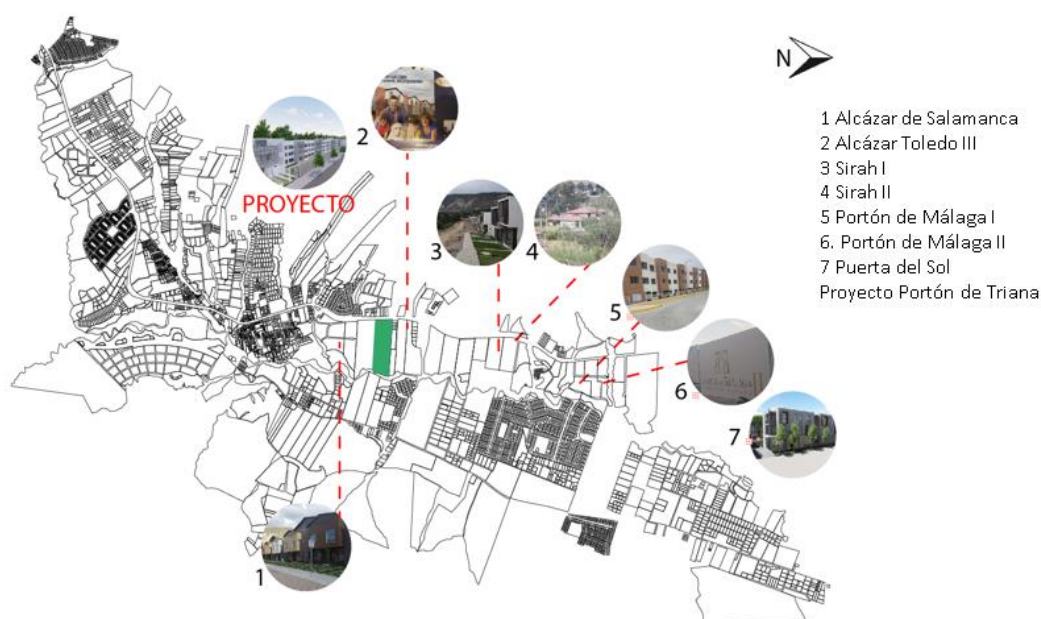 N
1 Alcázar de Salamanca
2 Alcázar Toledo III
3 Sirah I
4 Sirah II
5 Portón de Málaga I
6. Portón de Málaga II
7 Puerta del Sol
Proyecto Portón de Triana
2
PROYECTO
3
4
5
6
7
1